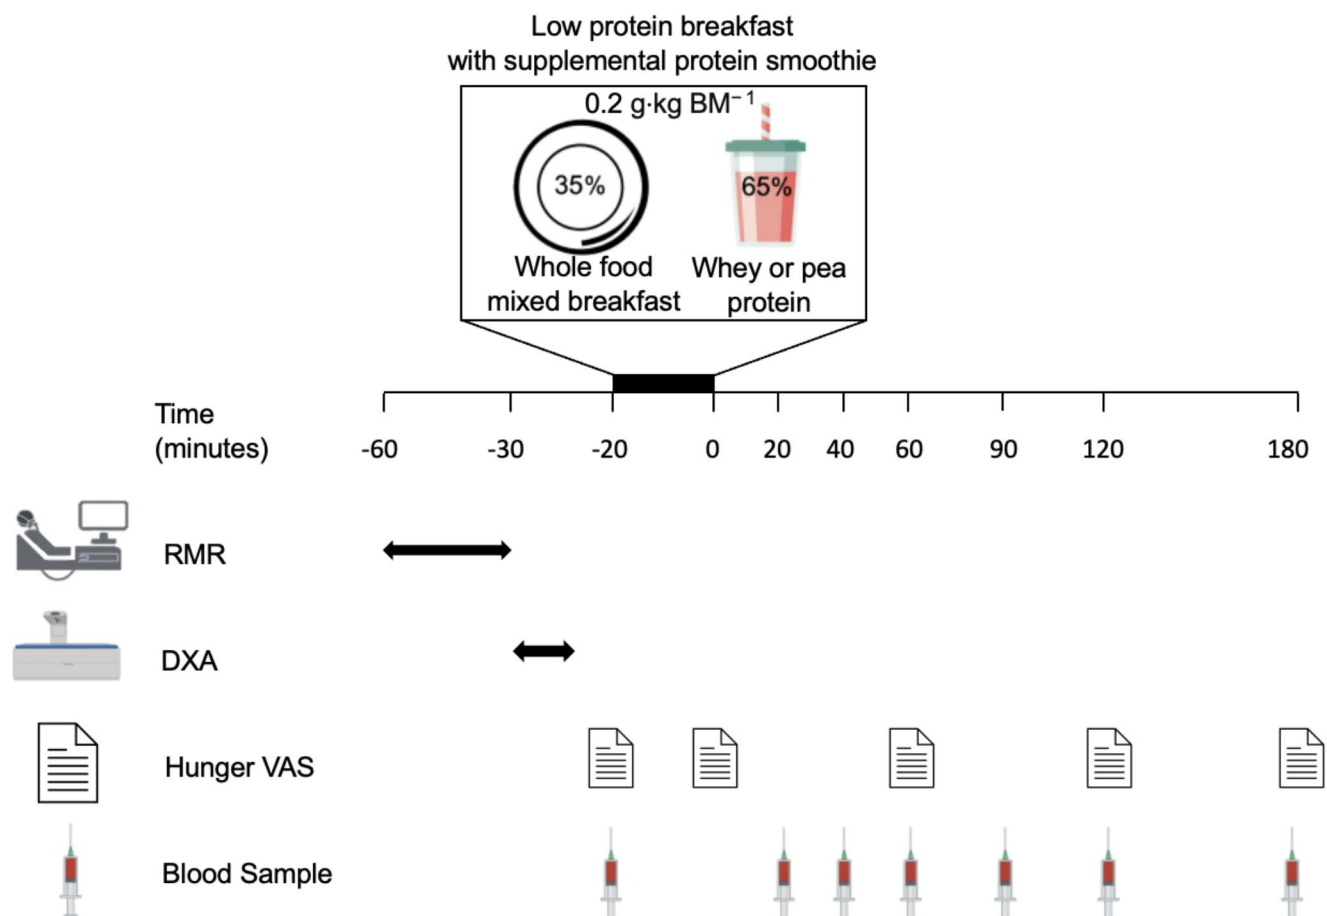 Low protein breakfast
with supplemental protein smoothie
0.2 g·kg BM⁻¹
35%
65%
Whole food
mixed breakfast
Whey or pea
protein
Time
(minutes)
-60 -30 -20 0 20 40 60 90 120 180
RMR
DXA
Hunger VAS
Blood Sample